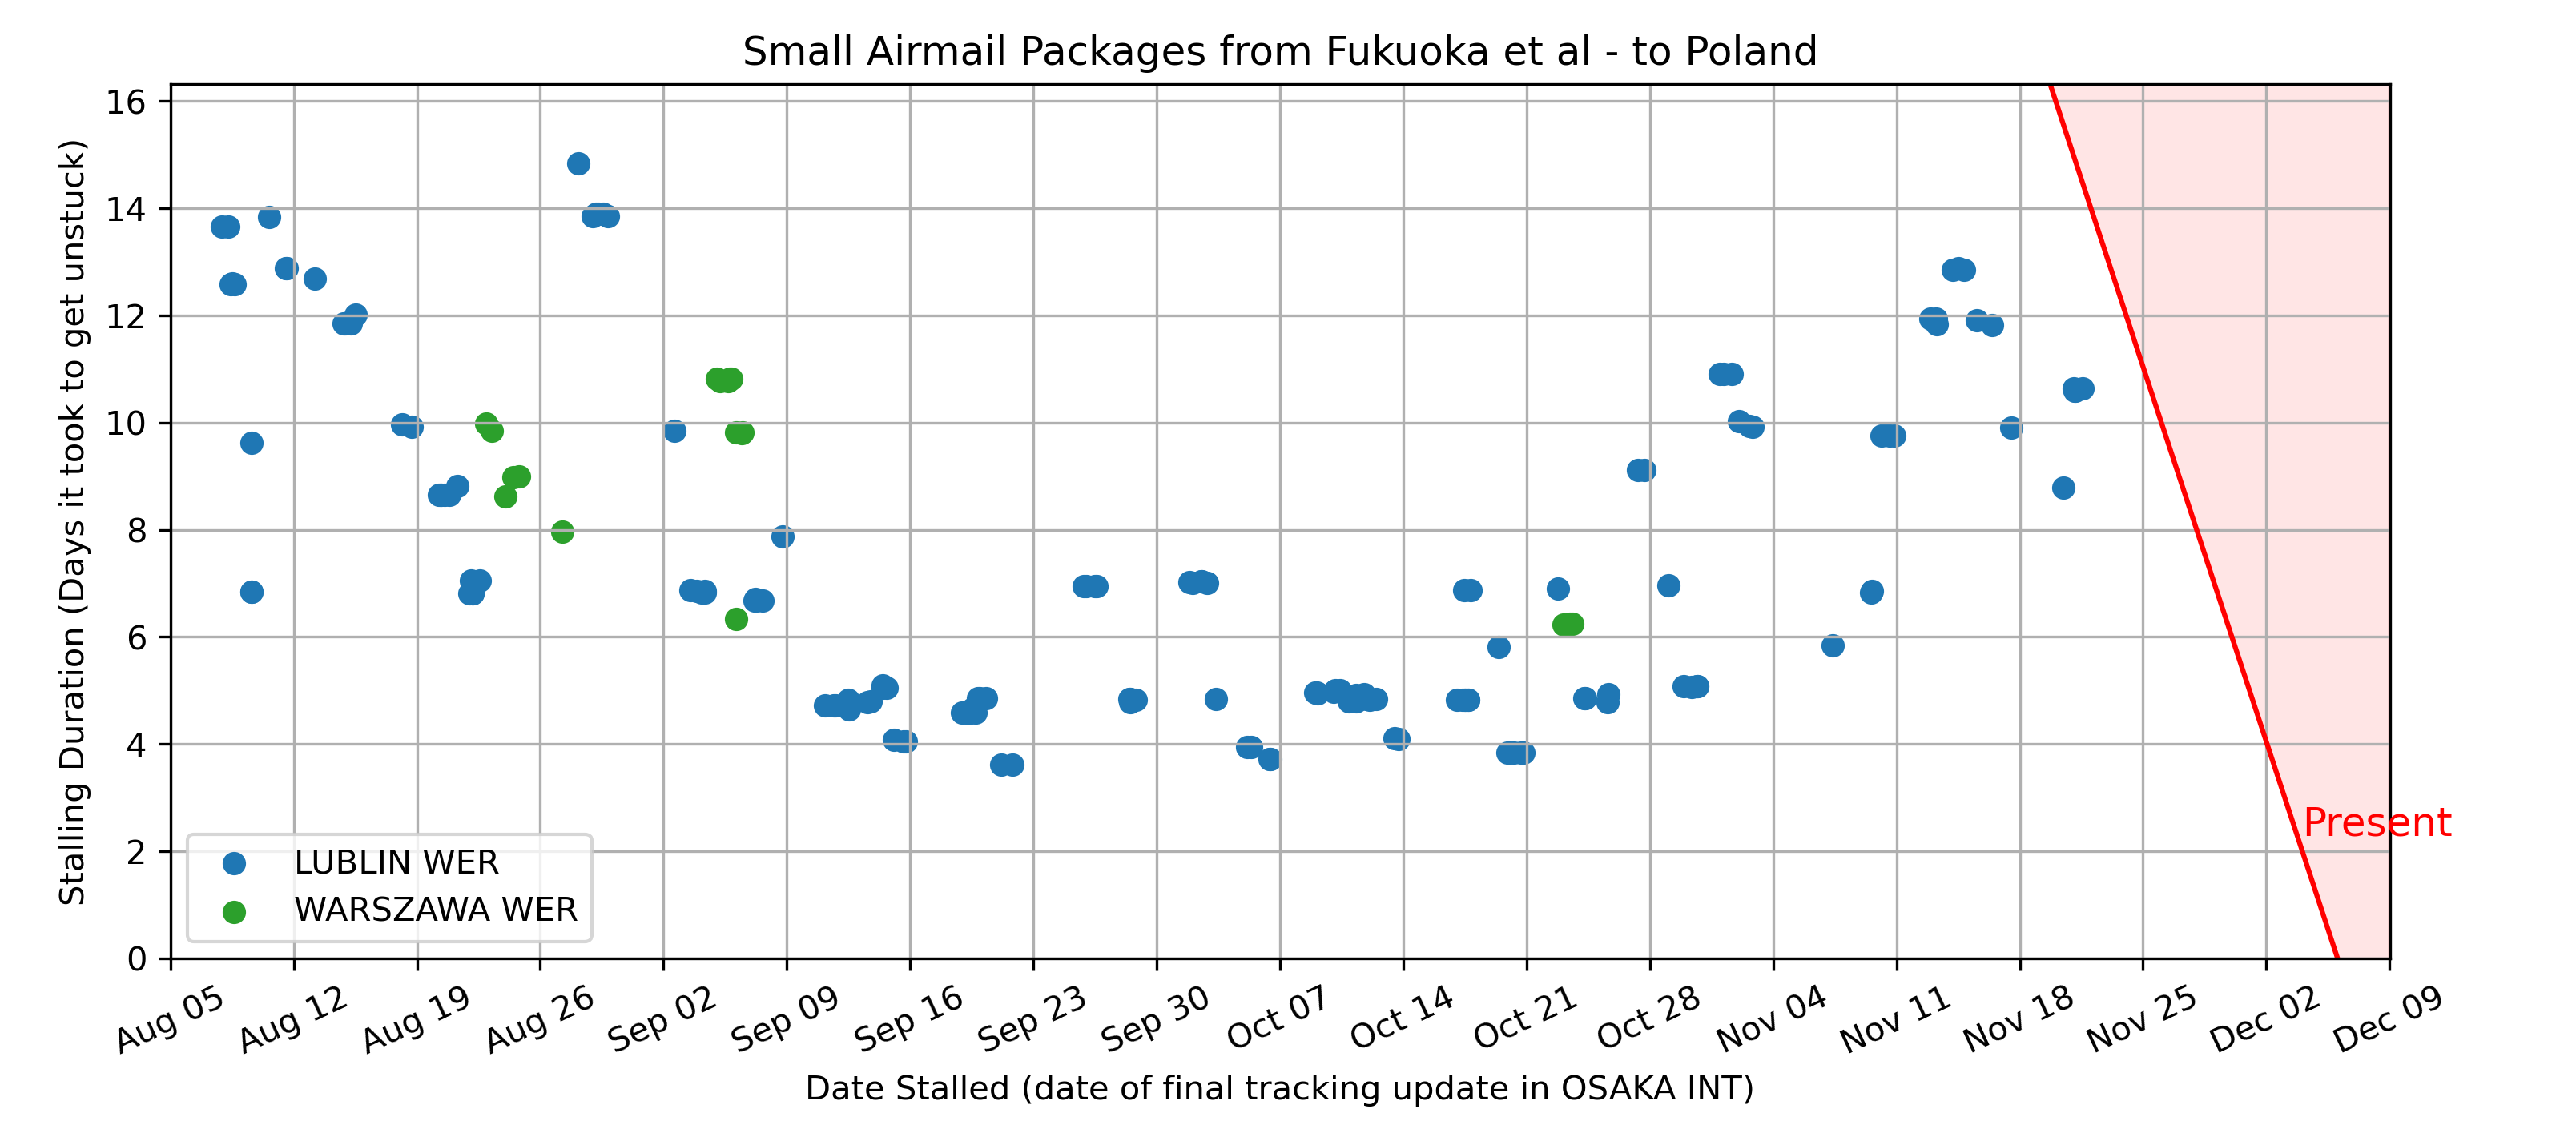 Small Airmail Packages from Fukuoka et al - to Poland
Stalling Duration (Days it took to get unstuck)
16
14
12
10
8
6
4
2
0
Present
LUBLIN WER
WARSZAWA WER
Aug 05
Aug 12
Aug 19
Aug 26
Sep 02
Sep 09
Sep 16
Sep 23
Sep 30
Oct 07
Oct 14
Oct 21
Oct 28
Nov 04
Nov 11
Nov 18
Nov 25
Dec 02
Dec 09
Date Stalled (date of final tracking update in OSAKA INT)